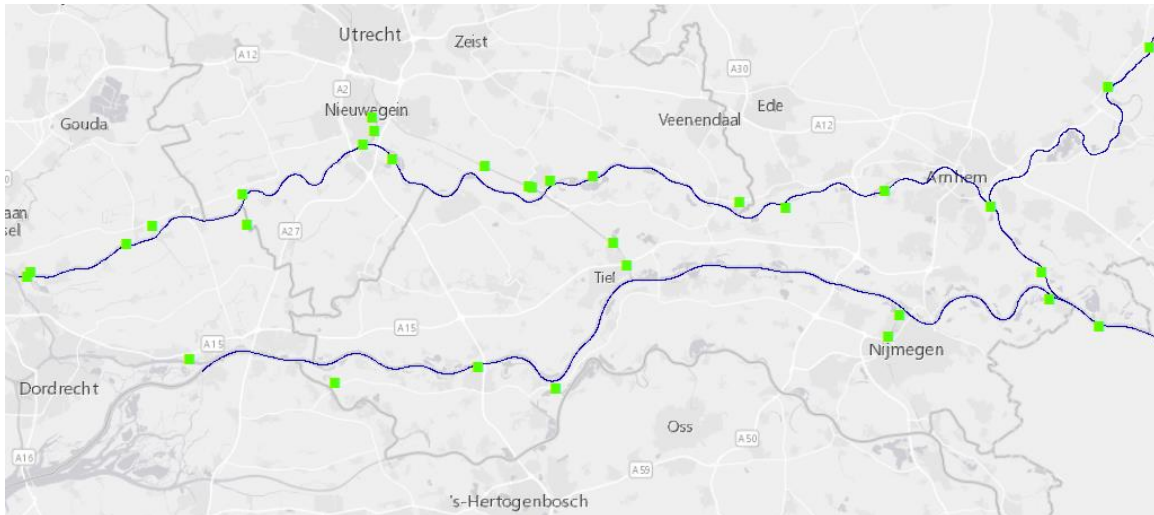 Utrecht
Zeist
A12
A30
A2
Ede
Nieuwegein
Veenendaal
A12
Gouda
Arnhem
aan
sel
A27
Tiel
A15
A15
Nijmegen
Dordrecht
Oss
A50
A16
A59
's-Hertogenbosch